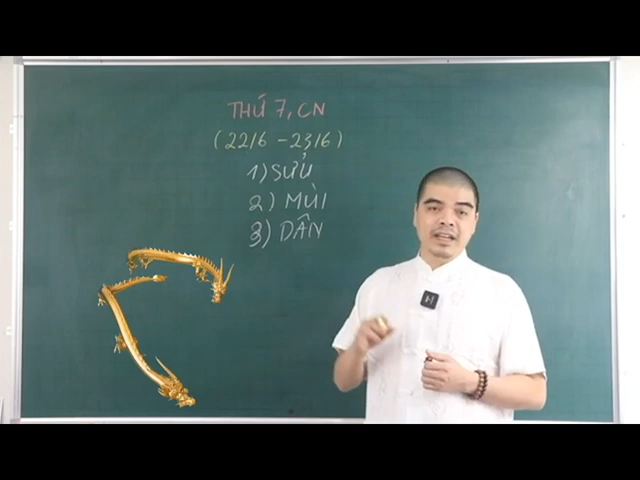 THỨ 7, CN
(22/6 - 23/6)
1) SỬU
2) MÙI
3) DẦN